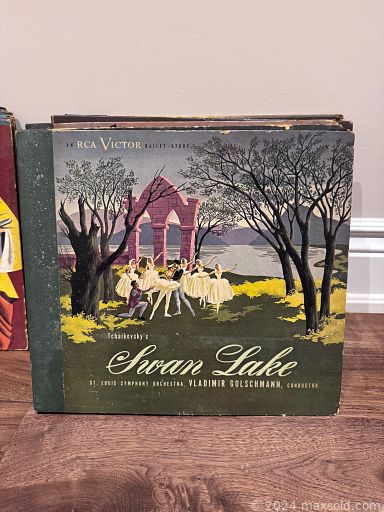 AN RCA VICTOR BALLET-STORY
Tchaikovsky's
Swan Lake
ST. LOUIS SYMPHONY ORCHESTRA, VLADIMIR GOLSCHMANN, CONDUCTOR
© 2024 maxsold.com